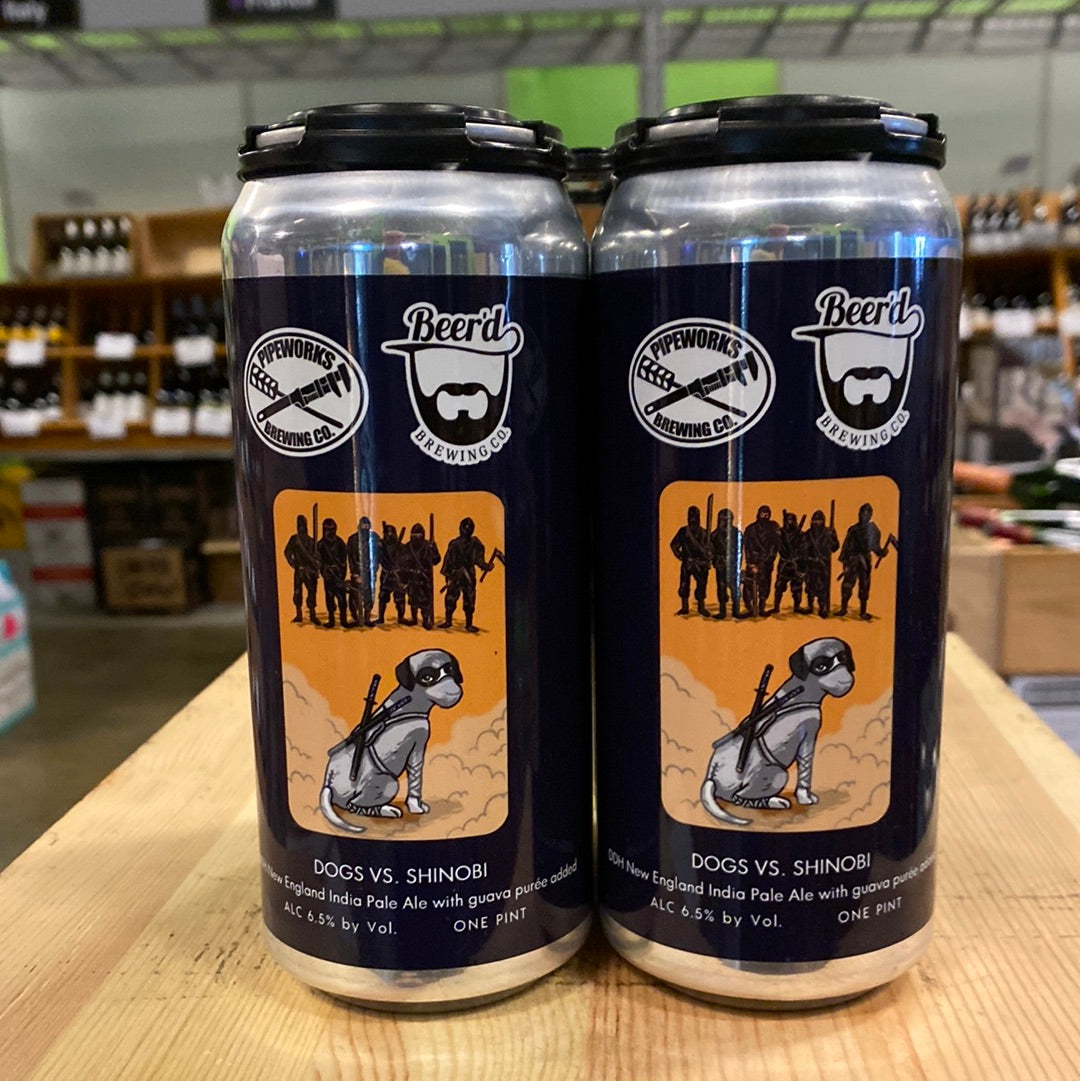 Italy
France
PIPEWORKS
BREWING CO.
Beer'd
BREWING CO.
DOGS VS. SHINOBI
New England India Pale Ale with guava purée added
ALC 6.5% by Vol.
ONE PINT
PIPEWORKS
BREWING CO.
Beer'd
BREWING CO.
DOGS VS. SHINOBI
DDH New England India Pale Ale with guava purée added
ALC 6.5% by Vol.
ONE PINT